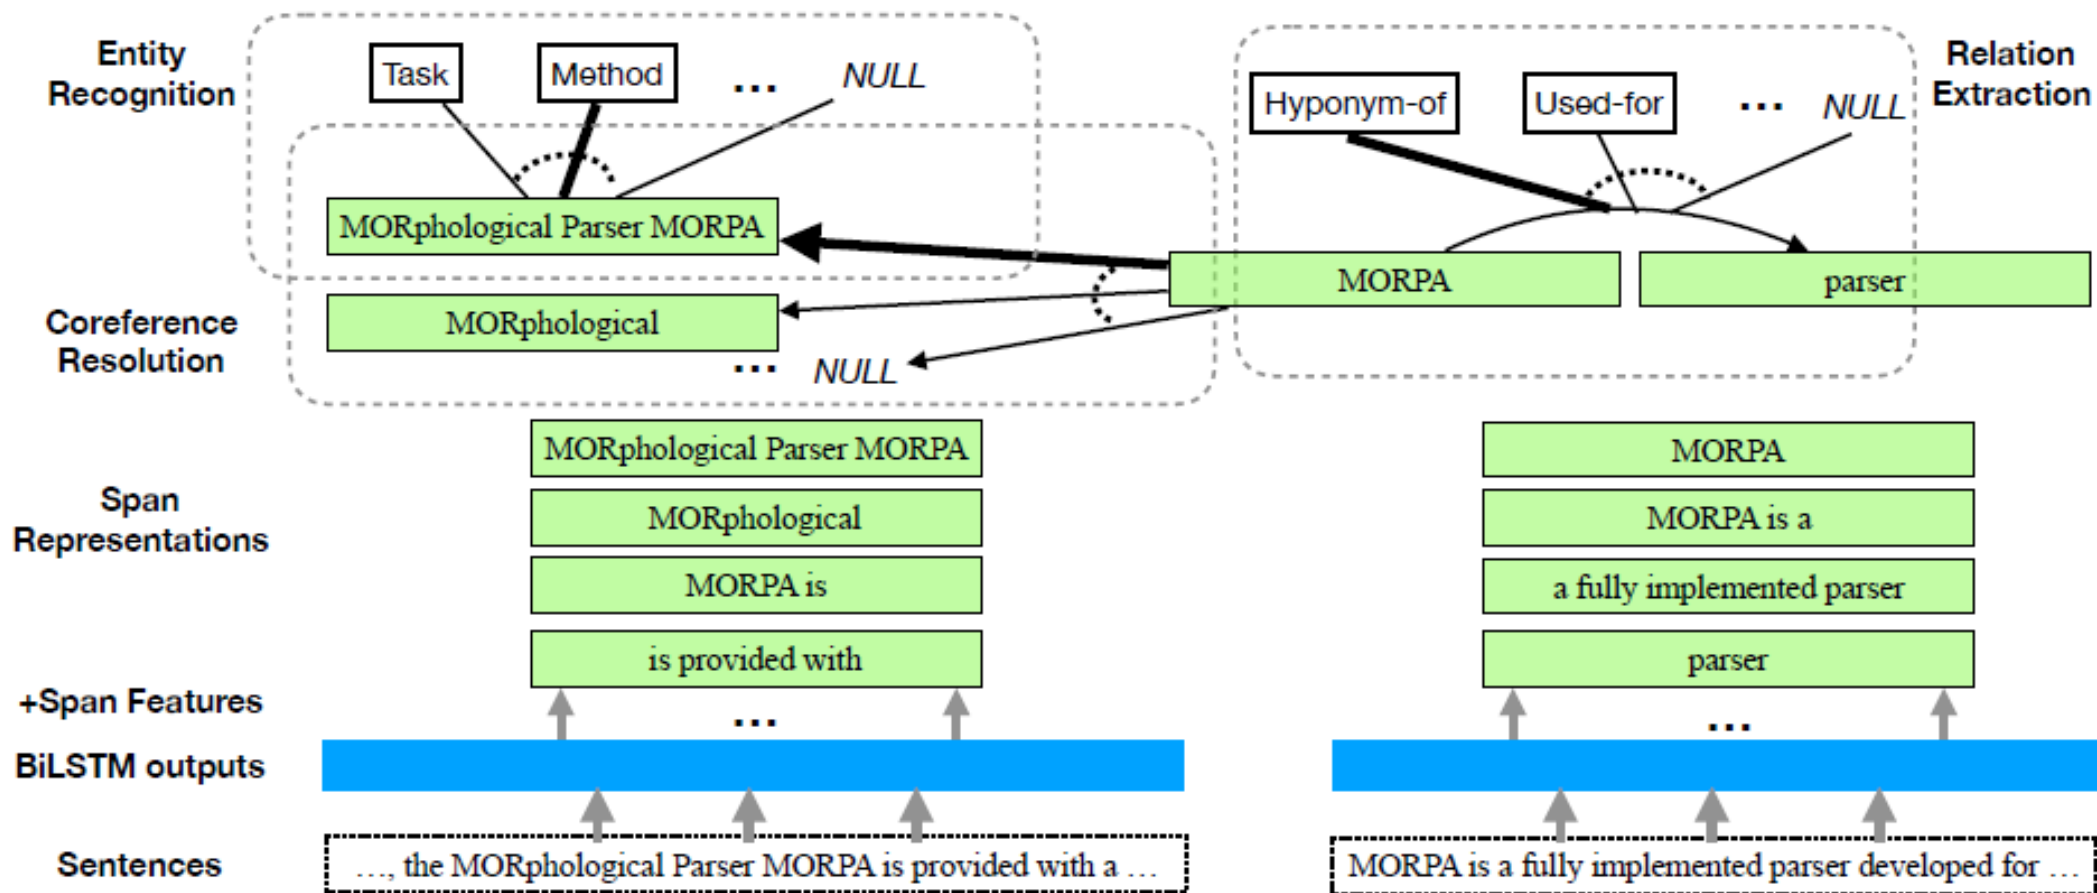 Entity
Recognition
Task
Method
...
NULL
Hyponym-of
Used-for
...
NULL
Relation
Extraction
MORphological Parser MORPA
MORPA
parser
Coreference
Resolution
MORphological
...
NULL
Span
Representations
MORphological Parser MORPA
MORphological
MORPA is
is provided with
MORPA
MORPA is a
a fully implemented parser
parser
+Span Features
...
...
BiLSTM outputs
Sentences
..., the MORphological Parser MORPA is provided with a ...
MORPA is a fully implemented parser developed for ...